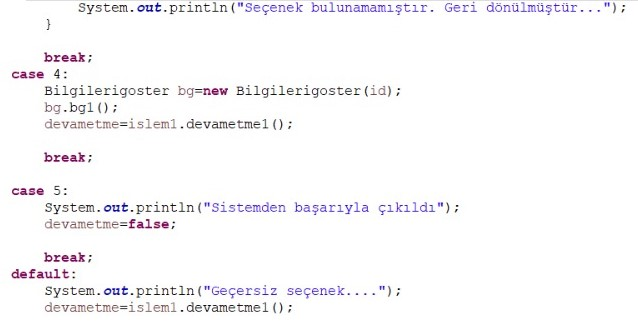 System.out.println("Seçenek bulunamamıştır. Geri dönülmüştür...");
}
break;
case 4:
Bilgilerigoster bg=new Bilgilerigoster(id);
bg.bg1();
devametme=islem1.devametme1();
break;
case 5:
System.out.println("Sistemden başarıyla çıkıldı");
devametme=false;
break;
default:
System.out.println("Geçersiz seçenek....");
devametme=islem1.devametme1();